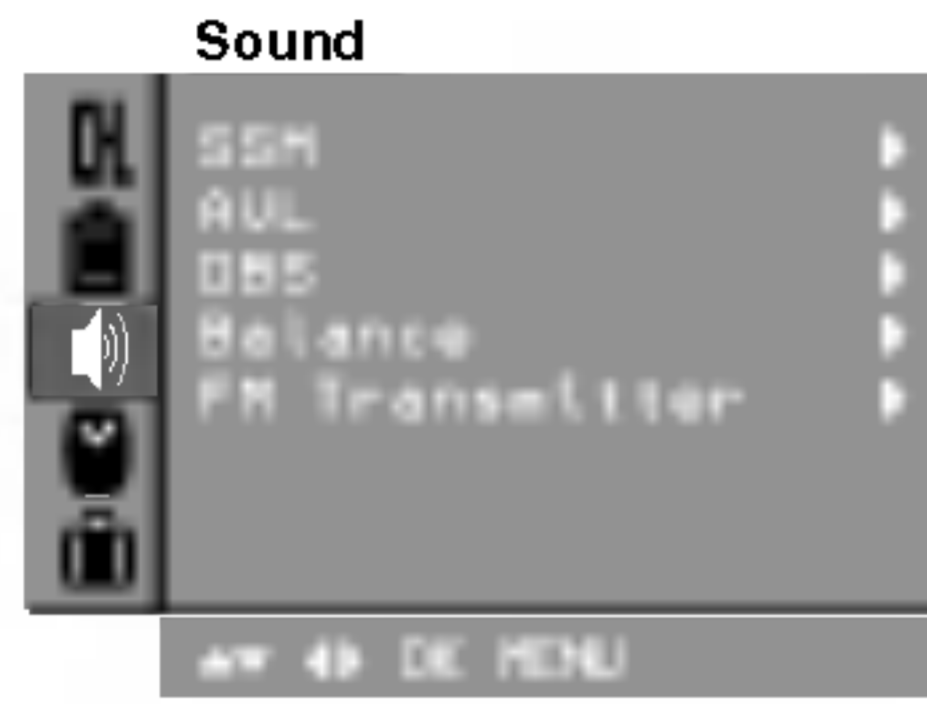 Sound
SSM
AVL
DBS
Balance
FM Transmitter
▲▼ ◀▶ OK MENU